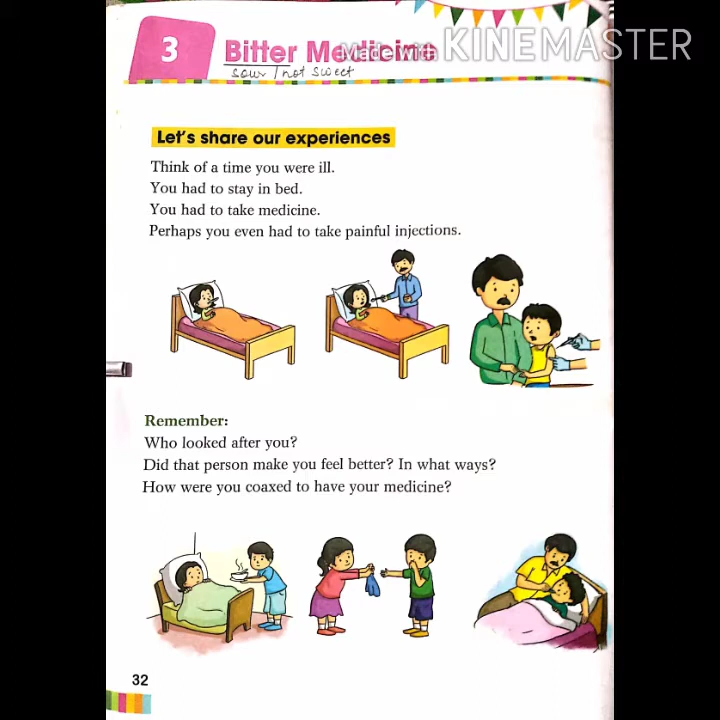 3
Bitter Medicine
Made with KINEMASTER
sour / not sweet
Let's share our experiences
Think of a time you were ill.
You had to stay in bed.
You had to take medicine.
Perhaps you even had to take painful injections.
Remember:
Who looked after you?
Did that person make you feel better? In what ways?
How were you coaxed to have your medicine?
32